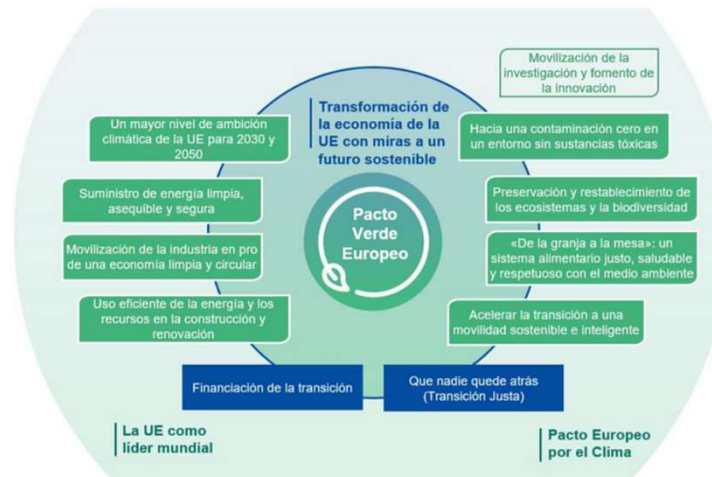 Movilización de la
investigación y fomento de
la innovación
Transformación de
la economía de la
UE con miras a un
futuro sostenible
Un mayor nivel de ambición
climática de la UE para 2030 y
2050
Hacia una contaminación cero en
un entorno sin sustancias tóxicas
Suministro de energía limpia,
asequible y segura
Preservación y restablecimiento de
los ecosistemas y la biodiversidad
Pacto
Verde
Europeo
Movilización de la industria en pro
de una economía limpia y circular
«De la granja a la mesa»: un
sistema alimentario justo, saludable
y respetuoso con el medio ambiente
Uso eficiente de la energía y los
recursos en la construcción y
renovación
Acelerar la transición a una
movilidad sostenible e inteligente
Financiación de la transición
Que nadie quede atrás
(Transición Justa)
La UE como
líder mundial
Pacto Europeo
por el Clima